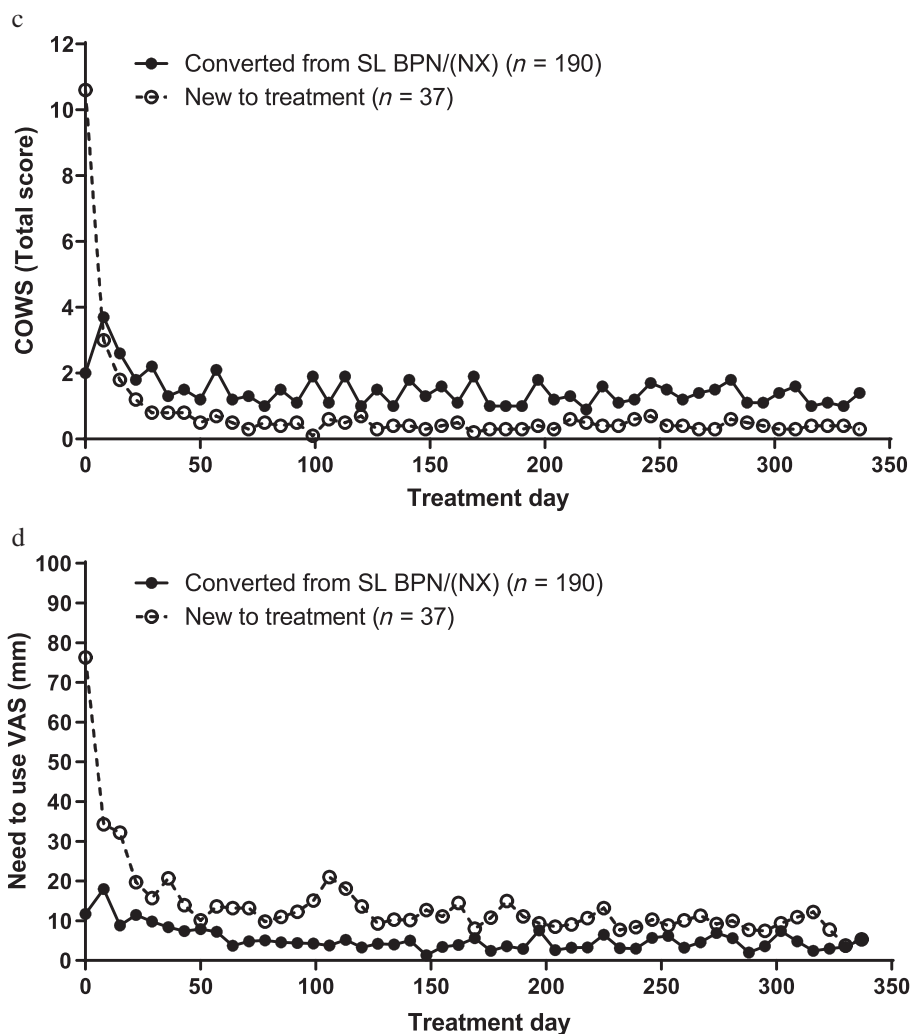 c
12
10
8
6
4
2
0
COWS (Total score)
Converted from SL BPN/(NX) (n = 190)
New to treatment (n = 37)
0 50 100 150 200 250 300 350
Treatment day
d
100
90
80
70
60
50
40
30
20
10
0
Need to use VAS (mm)
Converted from SL BPN/(NX) (n = 190)
New to treatment (n = 37)
0 50 100 150 200 250 300 350
Treatment day